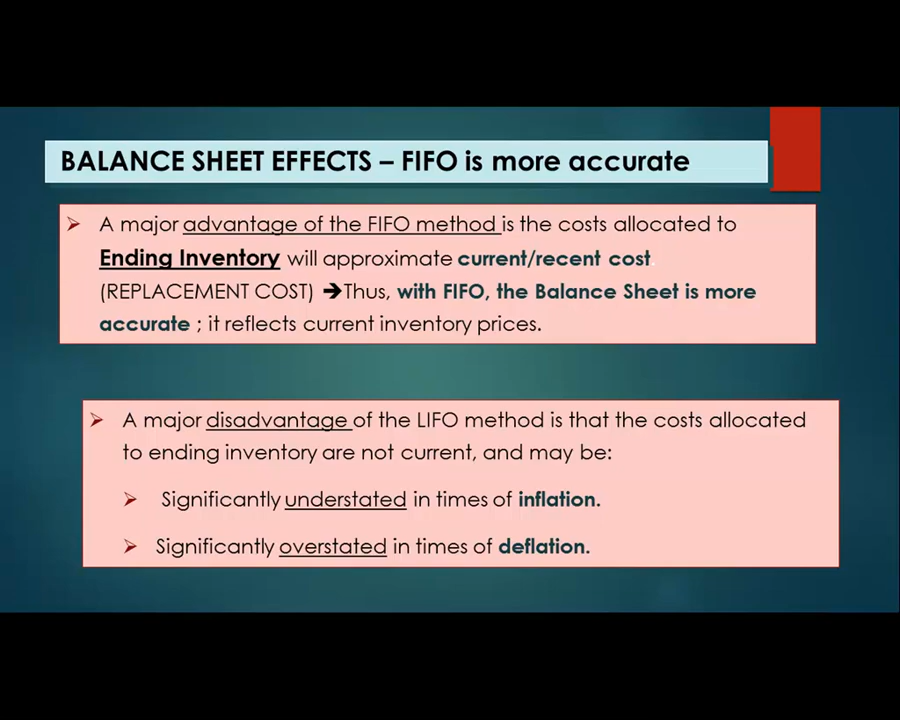 BALANCE SHEET EFFECTS – FIFO is more accurate
➢ A major advantage of the FIFO method is the costs allocated to
Ending Inventory will approximate current/recent cost
(REPLACEMENT COST) ➔Thus, with FIFO, the Balance Sheet is more
accurate ; it reflects current inventory prices.
➢ A major disadvantage of the LIFO method is that the costs allocated
to ending inventory are not current, and may be:
➢ Significantly understated in times of inflation.
➢ Significantly overstated in times of deflation.